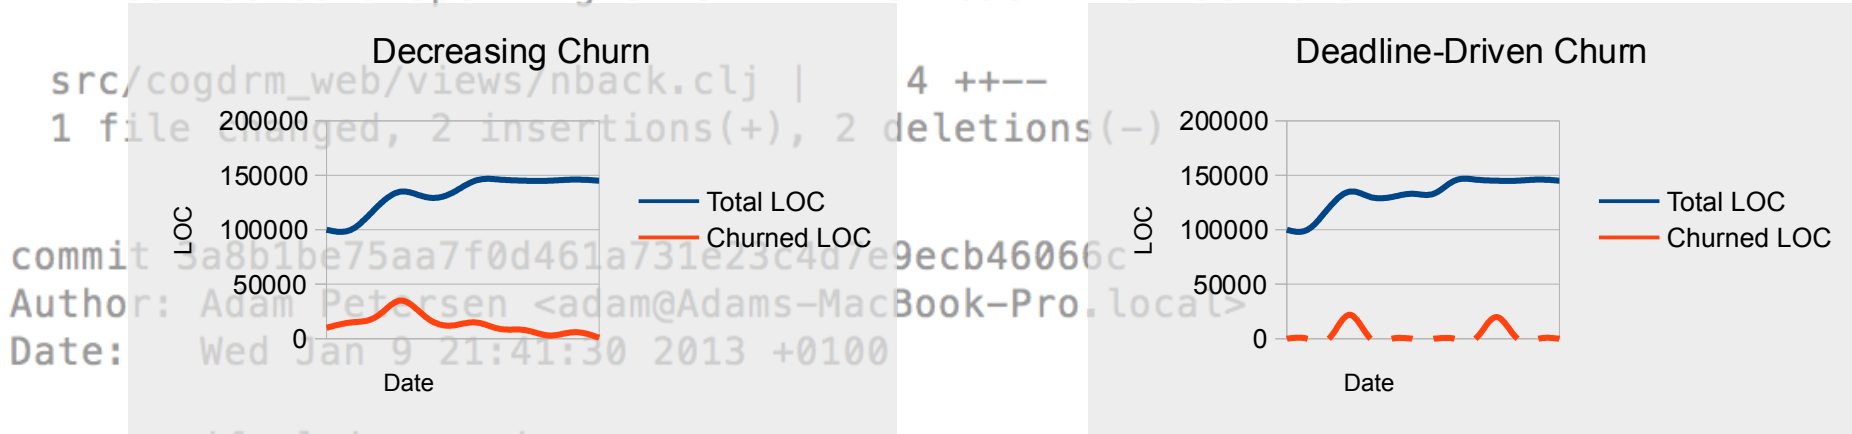 Decreasing Churn
Deadline-Driven Churn
src/cogdrm_web/views/nback.clj | 4 ++--
1 file changed, 2 insertions(+), 2 deletions(-)
200000
150000
100000
50000
0
LOC
Date
Total LOC
Churned LOC
200000
150000
100000
50000
0
LOC
Date
Total LOC
Churned LOC
commit 3a8b1be75aa7f0d461a731e23c4d7e9ecb46066c
Author: Adam Petersen <adam@Adams-MacBook-Pro.local>
Date: Wed Jan 9 21:41:30 2013 +0100